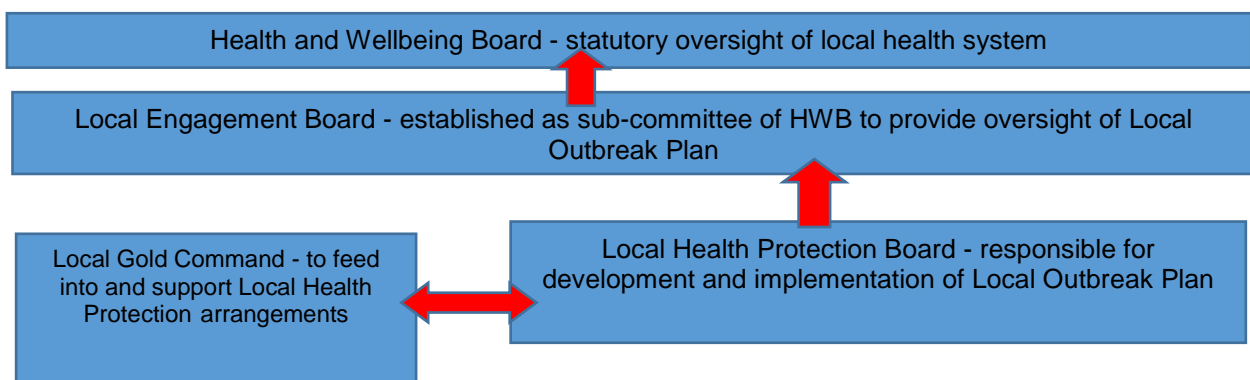 Health and Wellbeing Board - statutory oversight of local health system
Local Engagement Board - established as sub-committee of HWB to provide oversight of Local
Outbreak Plan
Local Gold Command - to feed
into and support Local Health
Protection arrangements
Local Health Protection Board - responsible for
development and implementation of Local Outbreak Plan